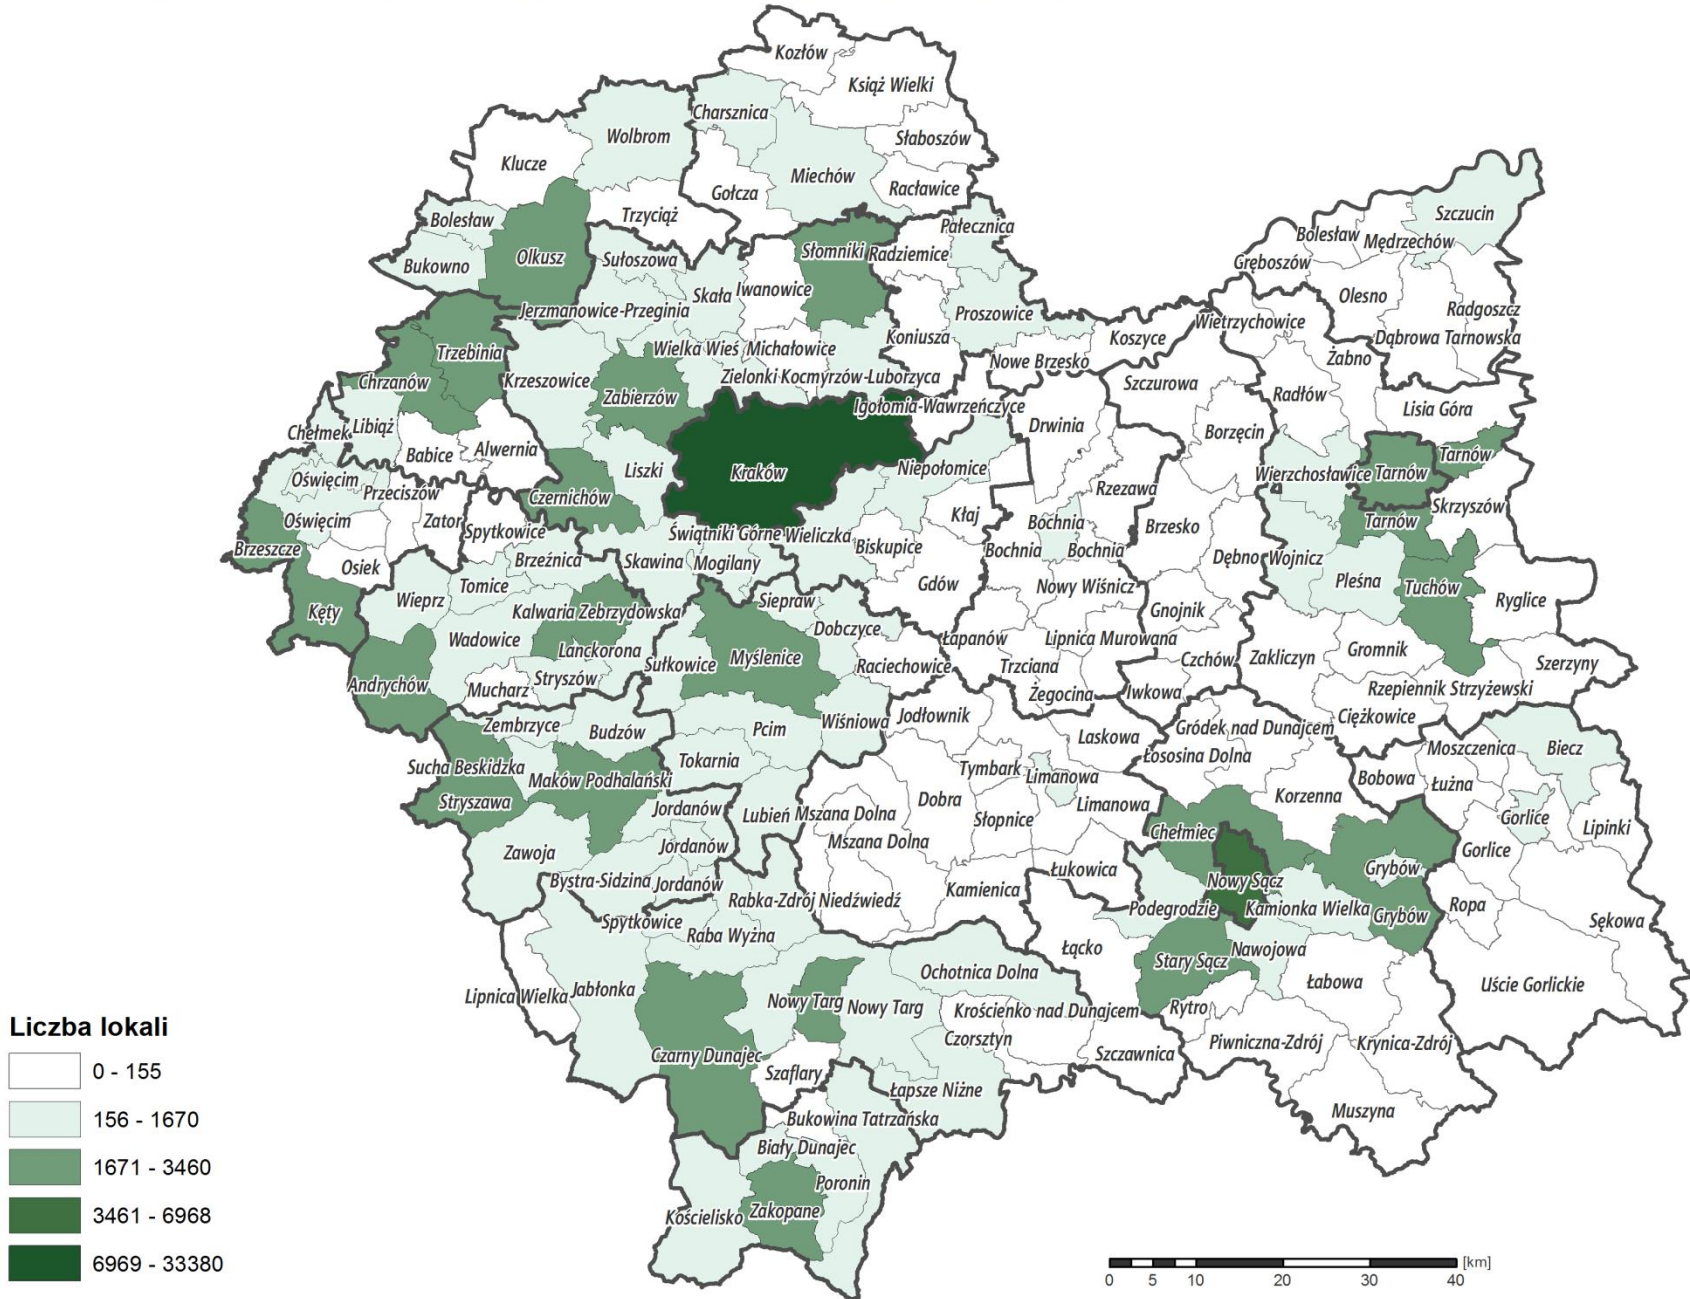 Kozłów
Książ Wielki
Charsznica
Wolbrom
Słaboszów
Klucze
Miechów
Racławice
Gołcza
Trzyciąż
Szczucin
Bolesław
Pałecznica
Bolesław
Mędrzechów
Słomniki
Radziemice
Olkusz
Sułoszowa
Gręboszów
Bukowno
Skała
Iwanowice
Olesno
Jerzmanowice-Przeginia
Proszowice
Radgoszcz
Wietrzychowice
Koszyce
Koniusza
Dąbrowa Tarnowska
Wielka Wieś
Michałowice
Trzebinia
Nowe Brzesko
Żabno
Chrzanów
Krzeszowice
Zielonki
Kocmyrzów-Luborzyca
Szczurowa
Zabierzów
Igołomia-Wawrzeńczyce
Lisia Góra
Radłów
Libiąż
Chełmek
Drwinia
Borzęcin
Babice
Alwernia
Tarnów
Liszki
Niepołomice
Kraków
Wierzchosławice
Tarnów
Oświęcim
Rzezawa
Przeciszów
Czernichów
Skrzyszów
Kłaj
Oświęcim
Zator
Bochnia
Tarnów
Spytkowice
Brzesko
Świątniki Górne
Wieliczka
Brzeszcze
Biskupice
Bochnia
Bochnia
Brzeźnica
Skawina
Mogilany
Dębno
Wojnicz
Osiek
Pleśna
Tomice
Gdów
Nowy Wiśnicz
Tuchów
Wieprz
Siepraw
Ryglice
Kęty
Kalwaria Zebrzydowska
Gnojnik
Dobczyce
Wadowice
Łapanów
Lipnica Murowana
Lanckorona
Gromnik
Sułkowice
Myślenice
Raciechowice
Zakliczyn
Czchów
Szerzyny
Trzciana
Stryszów
Andrychów
Mucharz
Iwkowa
Rzepiennik Strzyżewski
Żegocina
Jodłownik
Ciężkowice
Wiśniowa
Zembrzyce
Budzów
Pcim
Gródek nad Dunajcem
Laskowa
Moszczenica
Biecz
Łososina Dolna
Tokarnia
Sucha Beskidzka
Tymbark
Limanowa
Bobowa
Łużna
Maków Podhalański
Korzenna
Stryszawa
Dobra
Limanowa
Jordanów
Lubień
Mszana Dolna
Gorlice
Słopnice
Lipinki
Chełmiec
Mszana Dolna
Jordanów
Gorlice
Zawoja
Grybów
Łukowica
Nowy Sącz
Bystra-Sidzina
Jordanów
Kamienica
Rabka-Zdrój
Niedźwiedź
Podegrodzie
Kamionka Wielka
Ropa
Grybów
Spytkowice
Sękowa
Raba Wyżna
Łącko
Nawojowa
Stary Sącz
Ochotnica Dolna
Łabowa
Uście Gorlickie
Jabłonka
Lipnica Wielka
Nowy Targ
Nowy Targ
Rytro
Krościenko nad Dunajcem
Czorsztyn
Piwniczna-Zdrój
Krynica-Zdrój
Szczawnica
Czarny Dunajec
Szaflary
Łapsze Niżne
Muszyna
Bukowina Tatrzańska
Biały Dunajec
Poronin
Kościelisko
Zakopane
Liczba lokali
0 - 155
156 - 1670
1671 - 3460
3461 - 6968
6969 - 33380
[km]
0 5 10 20 30 40